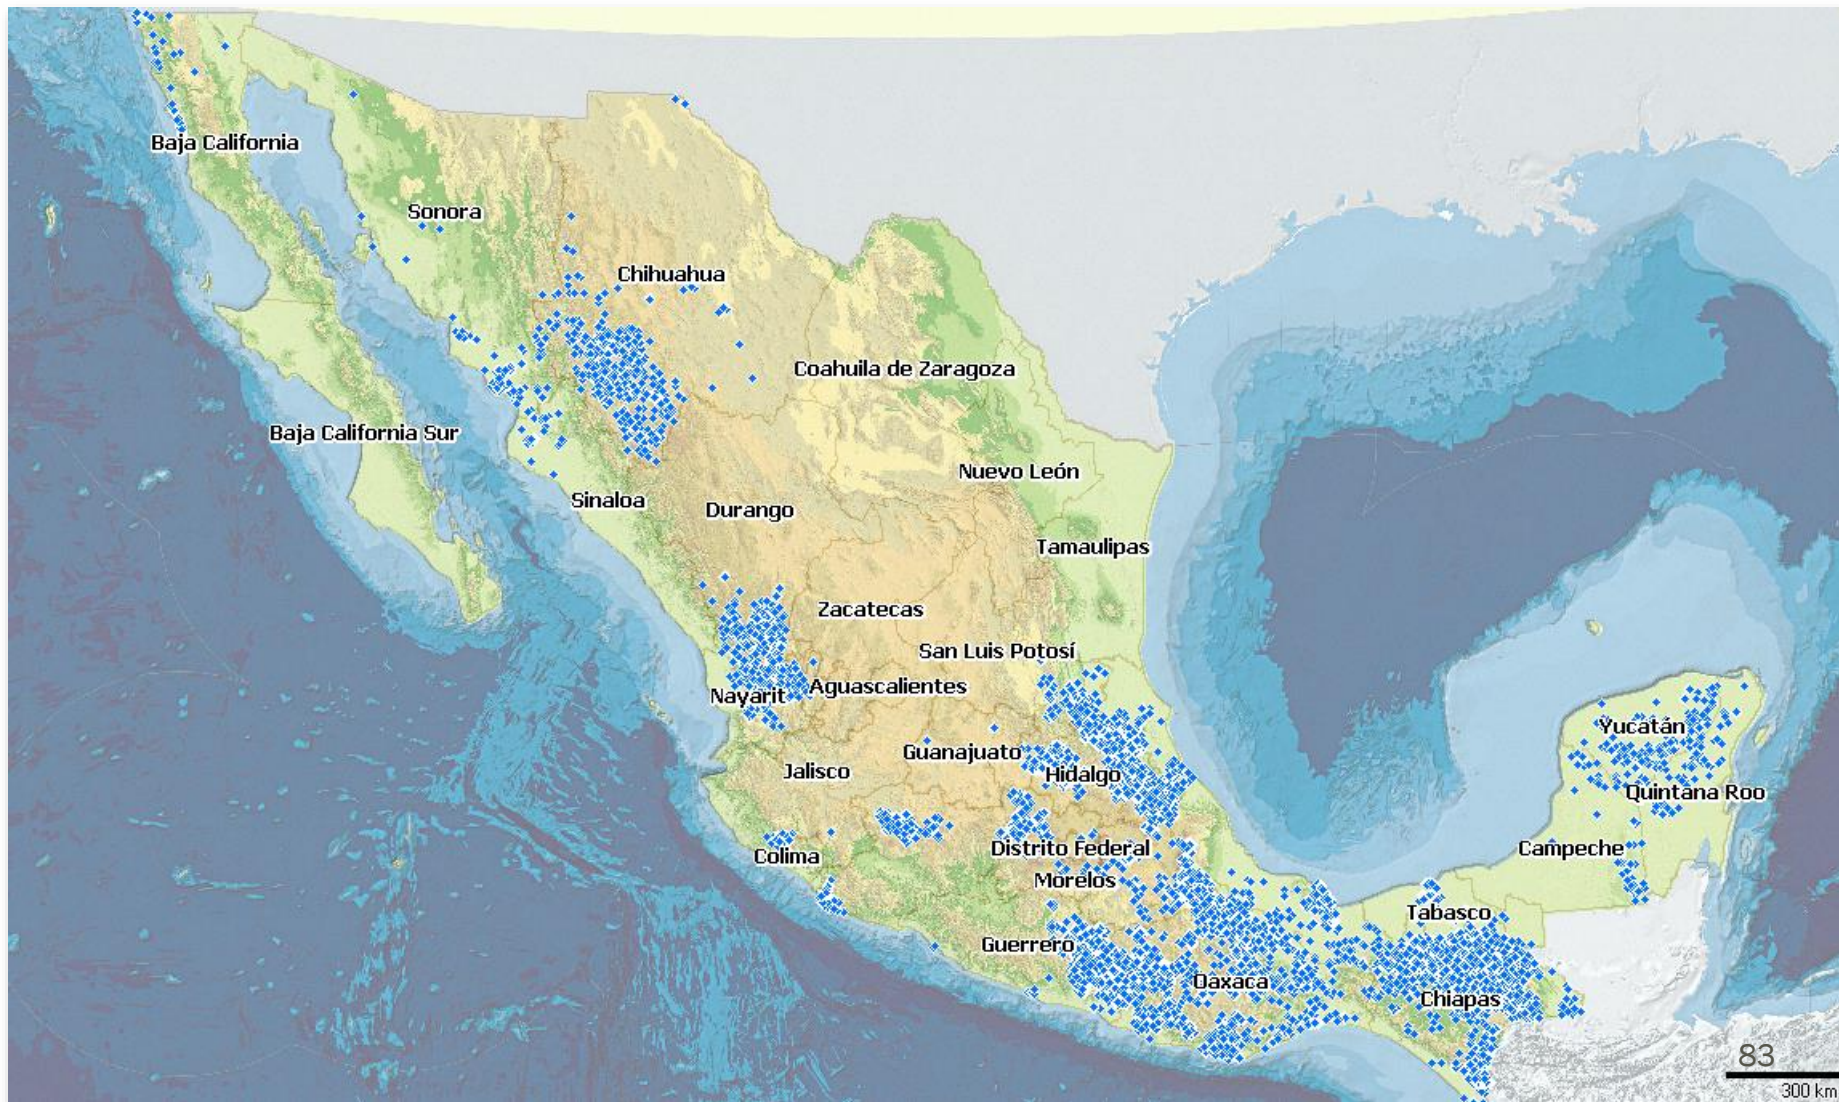 Baja California
Sonora
Chihuahua
Coahuila de Zaragoza
Baja California Sur
Nuevo León
Sinaloa
Durango
Tamaulipas
Zacatecas
San Luis Potosí
Aguascalientes
Nayarit
Yucatán
Guanajuato
Jalisco
Hidalgo
Quintana Roo
Distrito Federal
Colima
Campeche
Morelos
Tabasco
Guerrero
Oaxaca
Chiapas
83
300 km